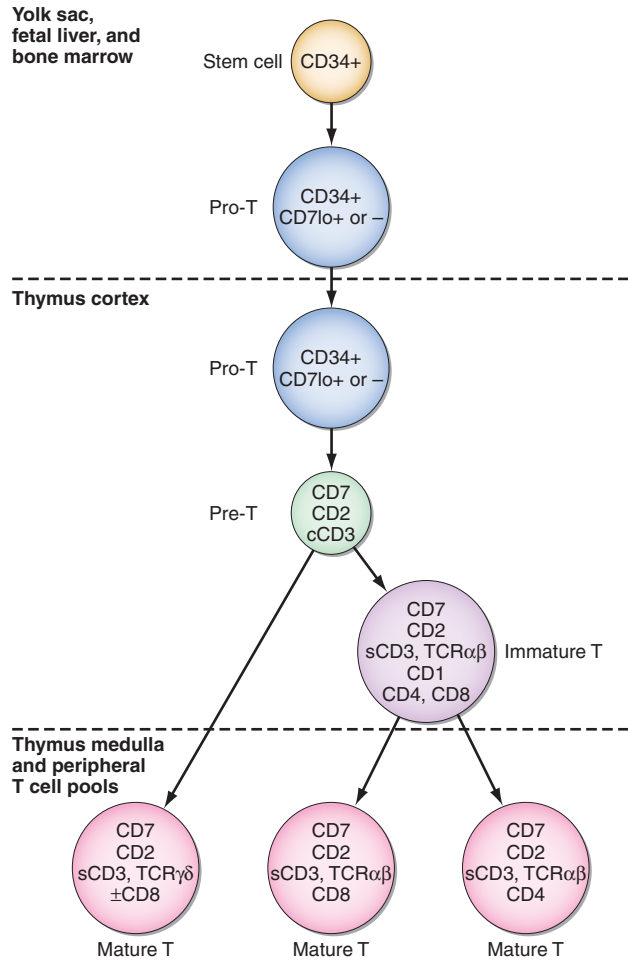 Yolk sac,
fetal liver, and
bone marrow
Stem cell
CD34+
Pro-T
CD34+
CD7lo+ or –
Thymus cortex
Pro-T
CD34+
CD7lo+ or –
Pre-T
CD7
CD2
cCD3
CD7
CD2
sCD3, TCRαβ
CD1
CD4, CD8
Immature T
Thymus medulla
and peripheral
T cell pools
CD7
CD2
sCD3, TCRγδ
±CD8
Mature T
CD7
CD2
sCD3, TCRαβ
CD8
Mature T
CD7
CD2
sCD3, TCRαβ
CD4
Mature T